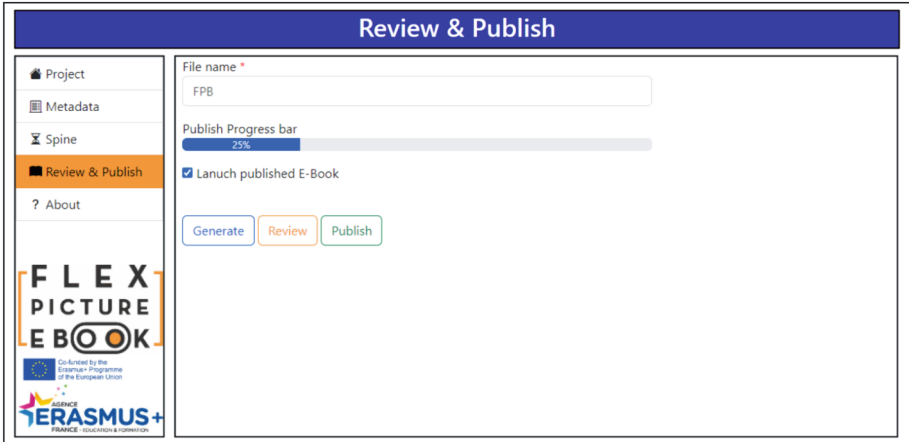 Review & Publish
Project
Metadata
Spine
Review & Publish
? About
File name *
FPB
Publish Progress bar
25%
Lanuch published E-Book
Generate Review Publish
FLEX
PICTURE
EBOOK
Co-funded by the
Erasmus+ Programme
of the European Union
AGENCE
ERASMUS+
FRANCE - EDUCATION & FORMATION